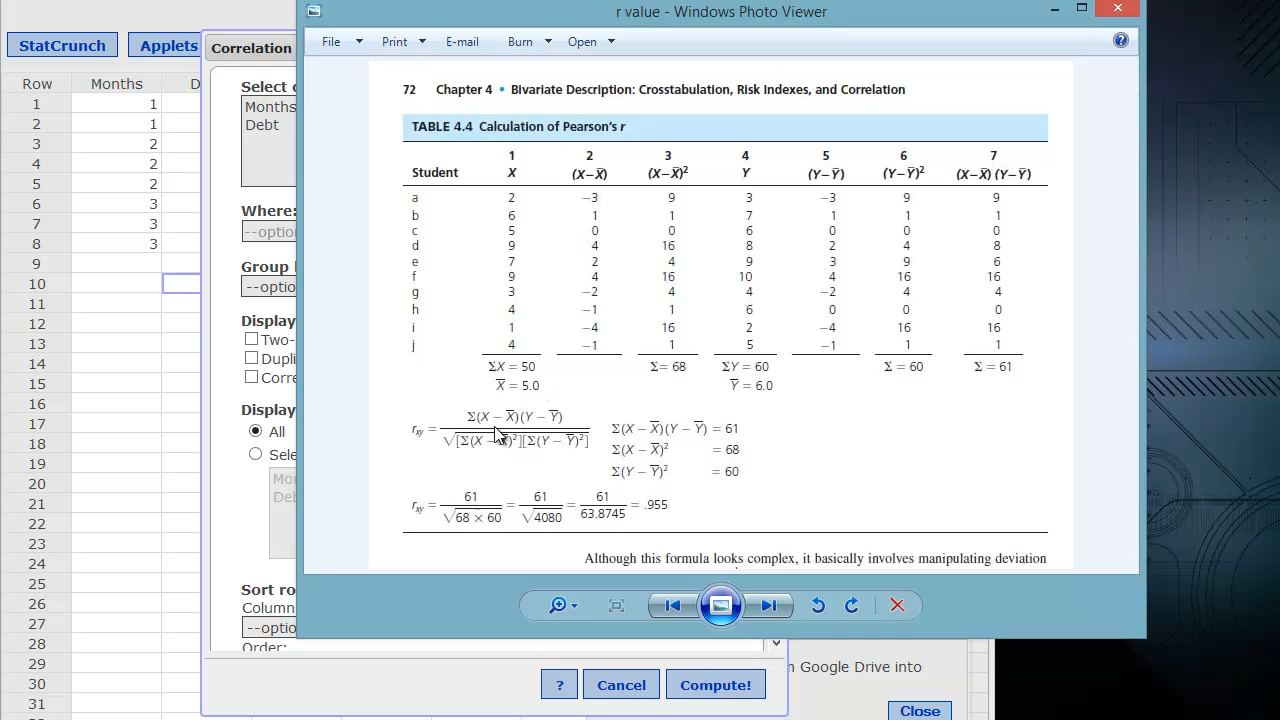 r value - Windows Photo Viewer
StatCrunch Applets
File Print E-mail Burn Open
Correlation
Row Months D
1 1
2 1
3 2
4 2
5 2
6 3
7 3
8 3
9
10
11
12
13
14
15
16
17
18
19
20
21
22
23
24
25
26
27
28
29
30
31
Select
Months
Debt
Where:
--optio
Group
--optio
Display
Two-
Dupli
Corre
Display
All
Sele
Mo
Deb
Sort ro
Column
--optio
Order:
72 Chapter 4 • Bivariate Description: Crosstabulation, Risk Indexes, and Correlation
TABLE 4.4 Calculation of Pearson's r
1 2 3 4 5 6 7
Student X (X–X̅) (X–X̅)² Y (Y–Y̅) (Y–Y̅)² (X–X̅) (Y–Y̅)
a 2 −3 9 3 −3 9 9
b 6 1 1 7 1 1 1
c 5 0 0 6 0 0 0
d 9 4 16 8 2 4 8
e 7 2 4 9 3 9 6
f 9 4 16 10 4 16 16
g 3 −2 4 4 −2 4 4
h 4 −1 1 6 0 0 0
i 1 −4 16 2 −4 16 16
j 4 −1 1 5 −1 1 1
ΣX = 50 Σ= 68 ΣY = 60 Σ = 60 Σ = 61
X̅ = 5.0 Y̅ = 6.0
rxy = Σ(X − X̅)(Y − Y̅) / √[Σ(X − X̅)²][Σ(Y − Y̅)²]
Σ(X − X̅)(Y − Y̅) = 61
Σ(X − X̅)² = 68
Σ(Y − Y̅)² = 60
rxy = 61 / √68 × 60 = 61 / √4080 = 61 / 63.8745 = .955
Although this formula looks complex, it basically involves manipulating deviation
? Cancel Compute!
Google Drive into
Close